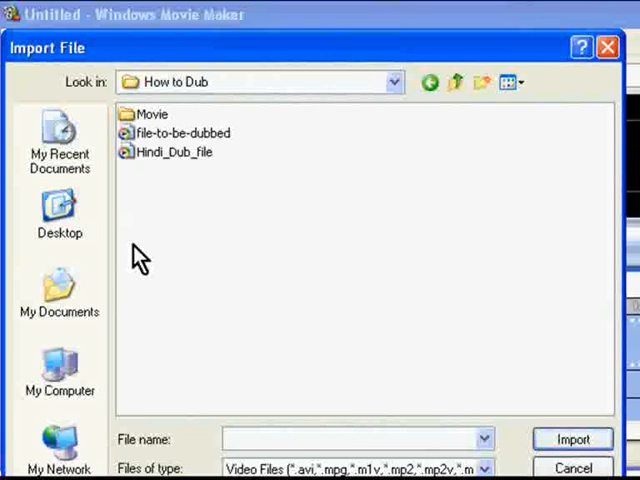 Untitled - Windows Movie Maker
Import File
Look in:
How to Dub
Movie
file-to-be-dubbed
Hindi_Dub_file
My Recent
Documents
Desktop
My Documents
My Computer
My Network
File name:
Import
Files of type:
Video Files (*.avi,*.mpg,*.m1v,*.mp2,*.mp2v,*.m
Cancel